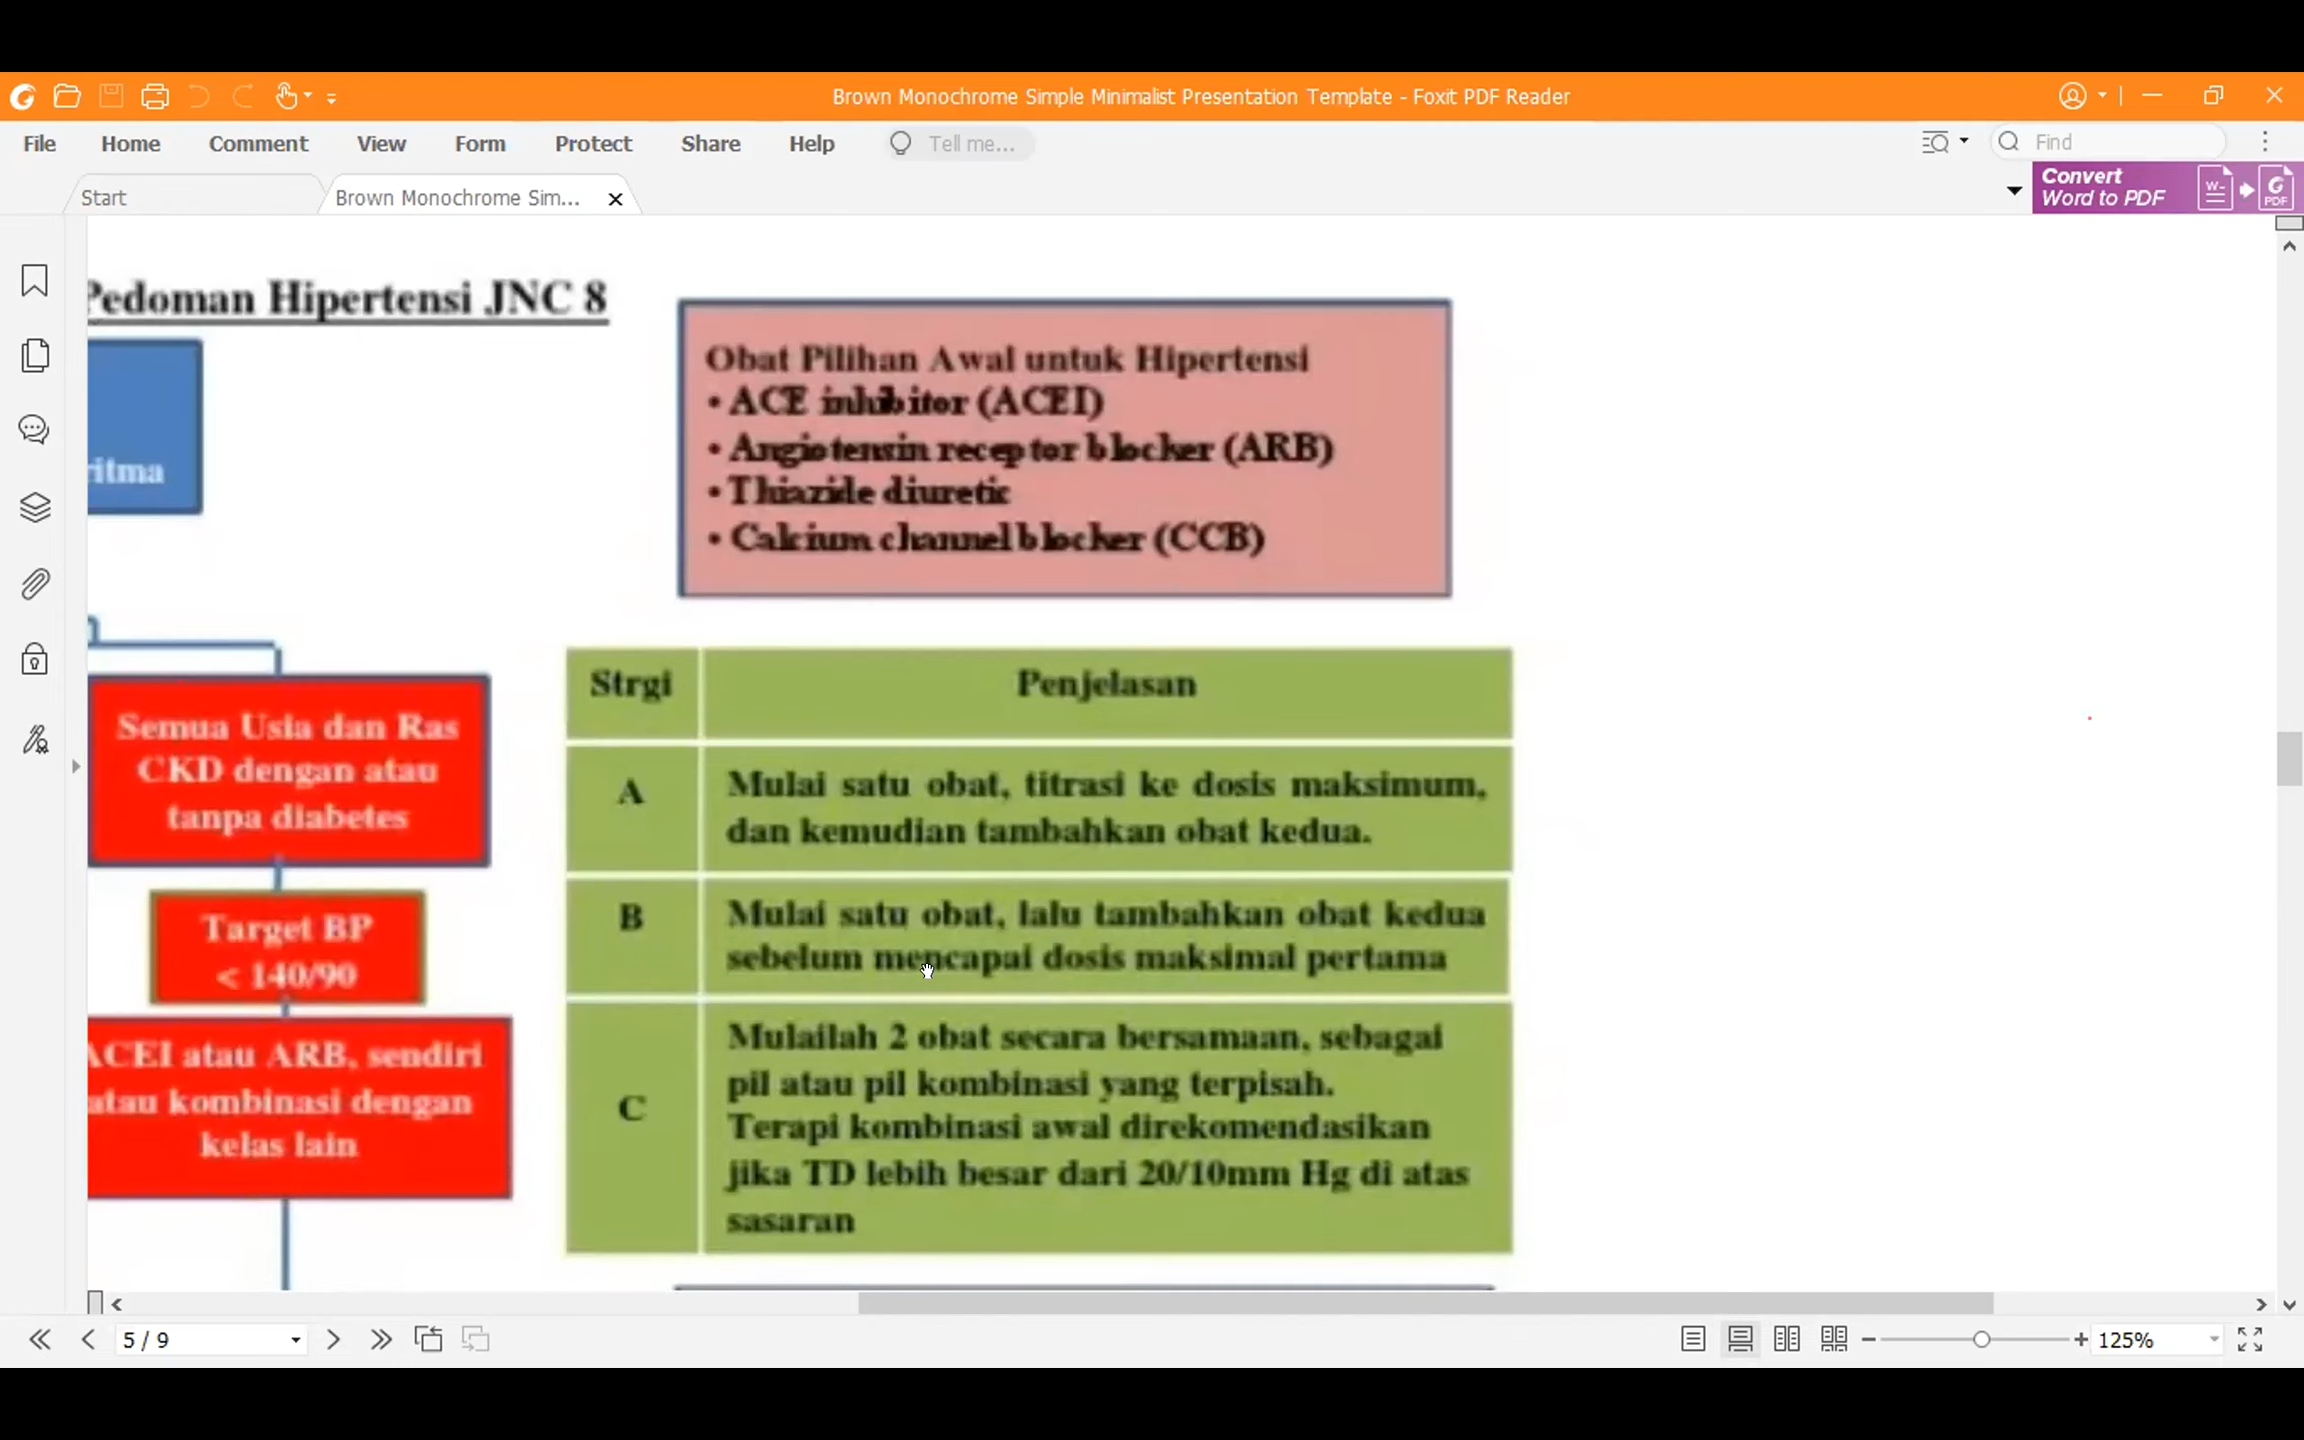 Brown Monochrome Simple Minimalist Presentation Template - Foxit PDF Reader
File Home Comment View Form Protect Share Help Tell me... Find
Start Brown Monochrome Sim... Convert
Word to PDF
Pedoman Hipertensi JNC 8
ritma
Obat Pilihan Awal untuk Hipertensi
• ACE inhibitor (ACEI)
• Angiotensin receptor blocker (ARB)
• Thiazide diuretic
• Calcium channel blocker (CCB)
Semua Usia dan Ras
CKD dengan atau
tanpa diabetes
Target BP
< 140/90
ACEI atau ARB, sendiri
atau kombinasi dengan
kelas lain
Strgi Penjelasan
A Mulai satu obat, titrasi ke dosis maksimum,
dan kemudian tambahkan obat kedua.
B Mulai satu obat, lalu tambahkan obat kedua
sebelum mencapai dosis maksimal pertama
C Mulailah 2 obat secara bersamaan, sebagai
pil atau pil kombinasi yang terpisah.
Terapi kombinasi awal direkomendasikan
jika TD lebih besar dari 20/10mm Hg di atas
sasaran
5 / 9 125%